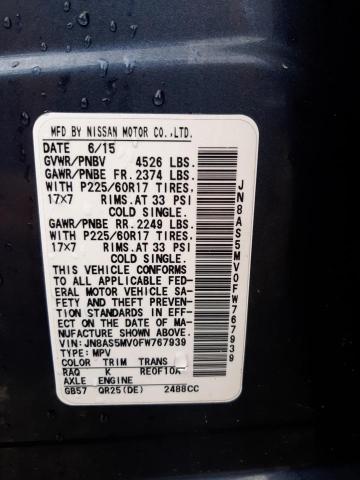 MFD BY NISSAN MOTOR CO.,LTD.
DATE 6/15
GVWR/PNBV 4526 LBS.
GAWR/PNBE FR. 2374 LBS.
WITH P225/60R17 TIRES,
17×7 RIMS.AT 33 PSI
COLD SINGLE.
GAWR/PNBE RR. 2249 LBS.
WITH P225/60R17 TIRES,
17×7 RIMS.AT 33 PSI
COLD SINGLE.
THIS VEHICLE CONFORMS
TO ALL APPLICABLE FED-
ERAL MOTOR VEHICLE SA-
FETY AND THEFT PREVENTION
STANDARDS IN EFFECT
ON THE DATE OF MA-
NUFACTURE SHOWN ABOVE.
VIN: JN8AS5MV0FW767939
TYPE: MPV
COLOR TRIM TRANS
RAQ K RE0F10A
AXLE ENGINE
GB57 QR25(DE) 2488CC
JN8AS5MV0FW767939